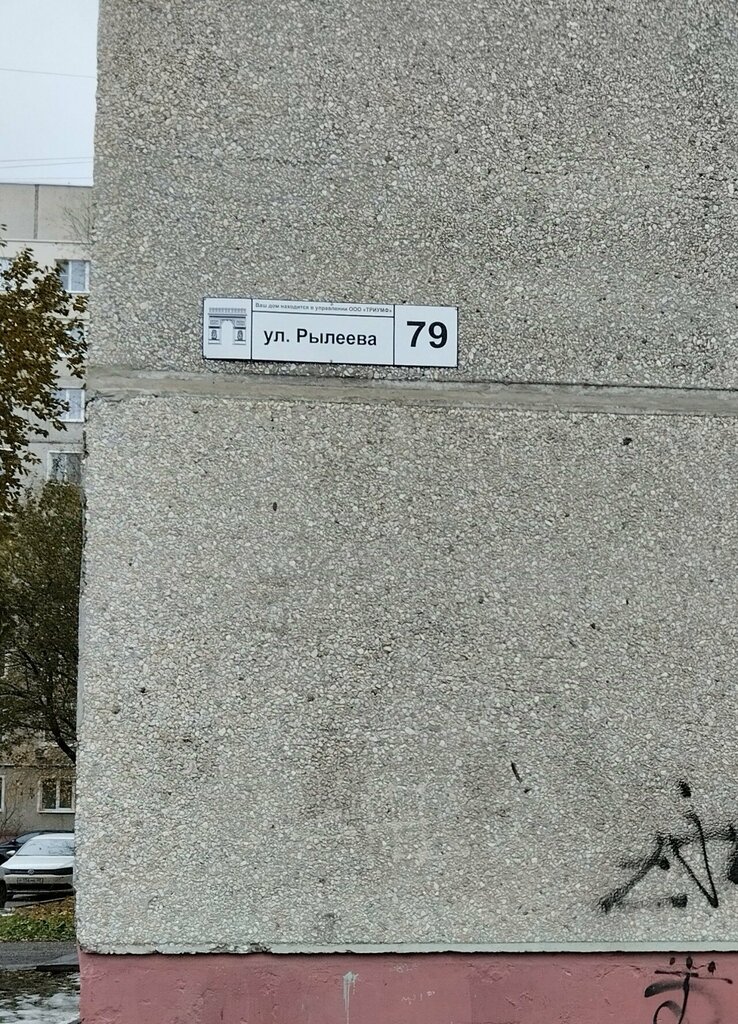 Ваш дом находится в управлении ООО «ТРИУМФ»
ул. Рылеева
79